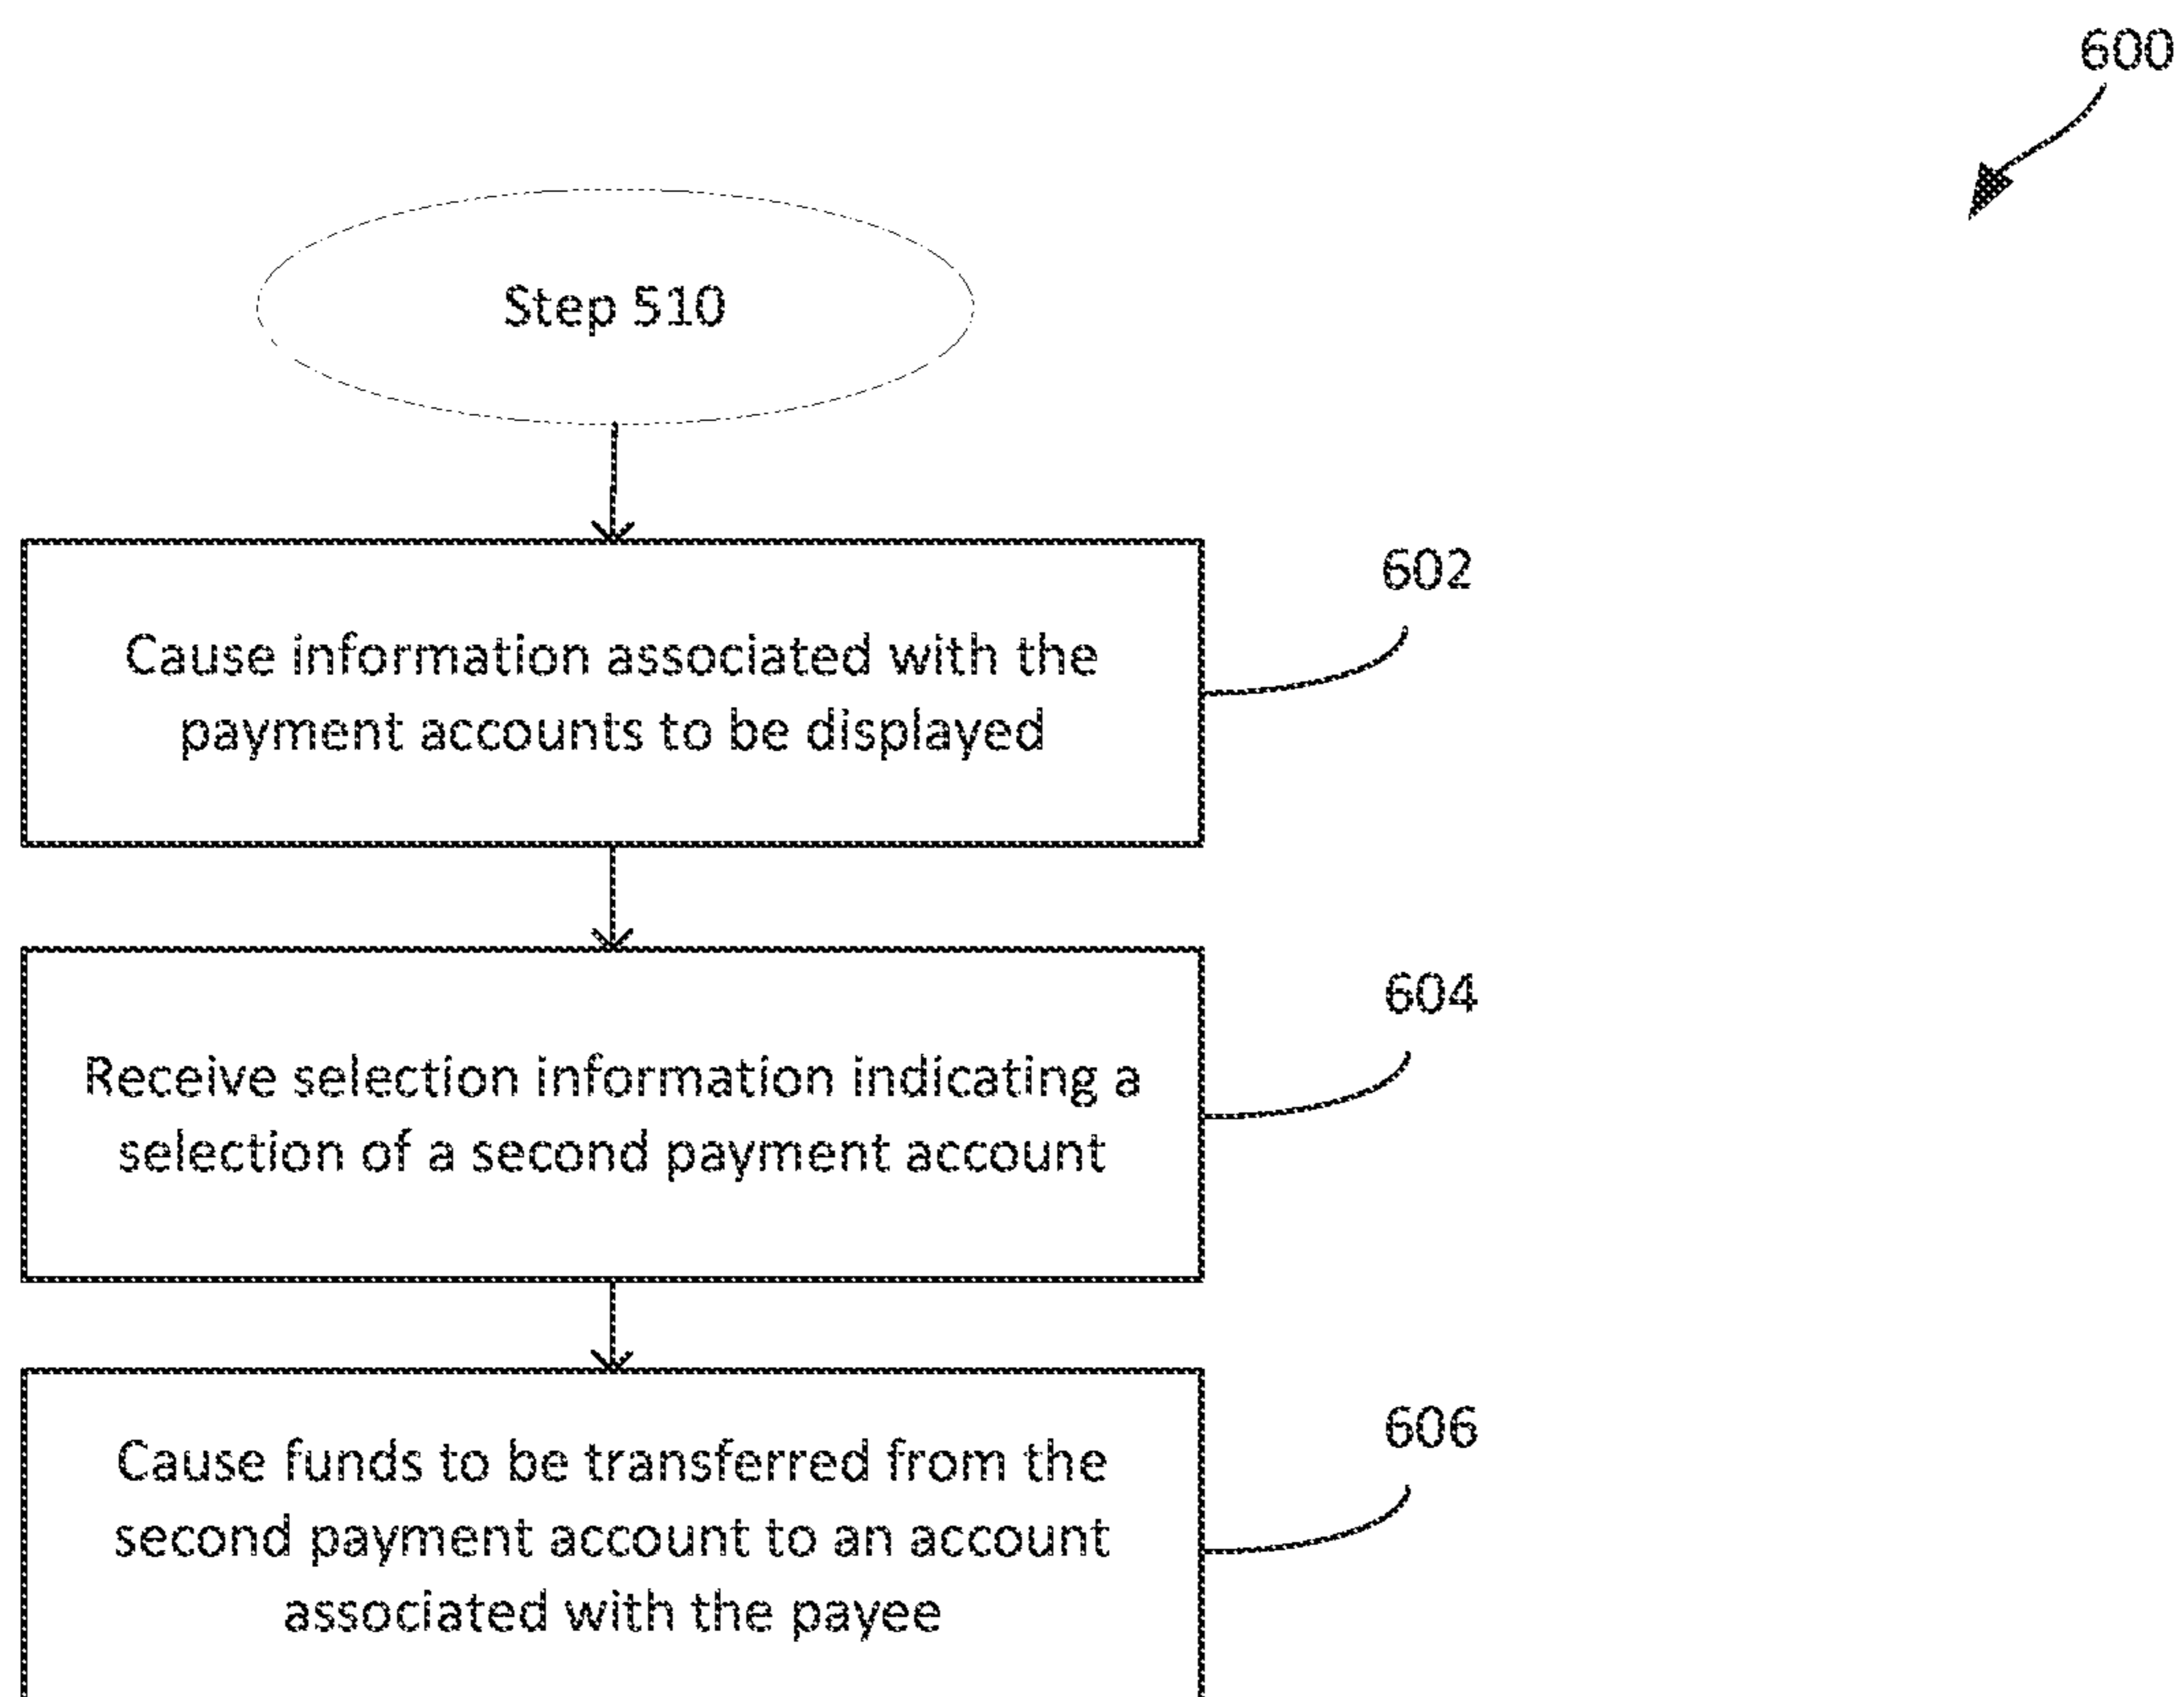 600
Step 510
602
Cause information associated with the
payment accounts to be displayed
604
Receive selection information indicating a
selection of a second payment account
606
Cause funds to be transferred from the
second payment account to an account
associated with the payee